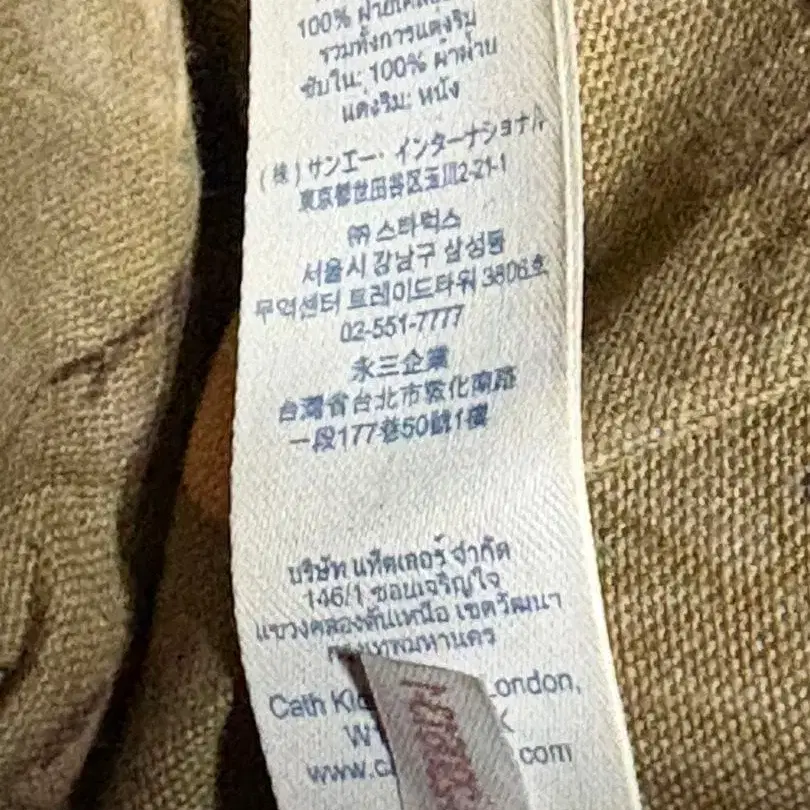 100%
รวมทั้งการแต่งริม
ซับใน: 100% ผ้าฝ้าย
แต่งริม: หนัง
(株)サンエー・インターナショナル
東京都世田谷区玉川2-21-1
㈜ 스타럭스
서울시 강남구 삼성동
무역센터 트레이드타워 3806호
02-551-7777
永三企業
台灣省台北市敦化南路
一段177巷50號1樓
บริษัท แท็ตเลอร์ จำกัด
146/1 ซอนเจริญใจ
แขวงคลองตันเหนือ เขตวัฒนา
กรุงเทพมหานคร
Cath London,
W
www.c com